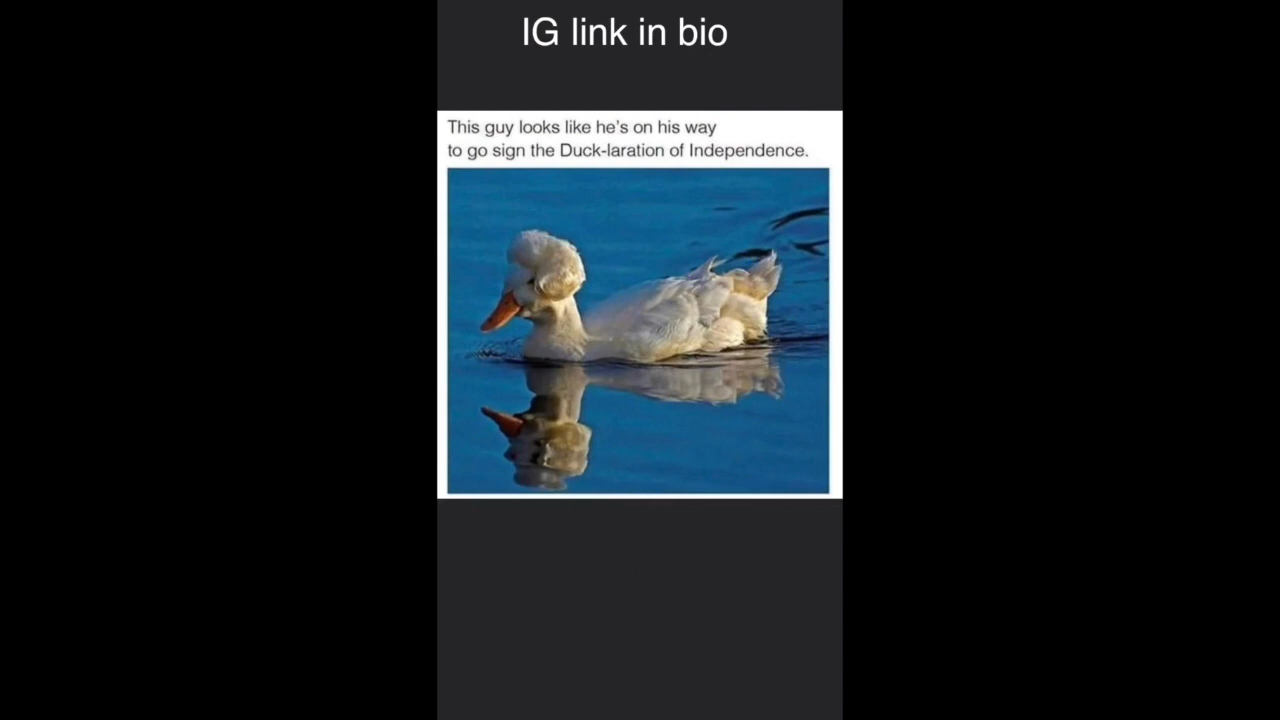 IG link in bio
This guy looks like he's on his way
to go sign the Duck-laration of Independence.